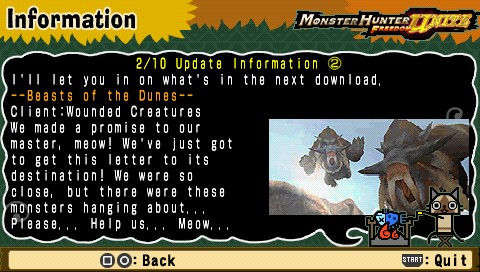 Information
MONSTER HUNTER
FREEDOM UNITE
2/10 Update Information ②
I'll let you in on what's in the next download.
--Beasts of the Dunes--
Client:Wounded Creatures
We made a promise to our
master, meow! We've just got
to get this letter to its
destination! We were so
close, but there were these
monsters hanging about...
Please... Help us... Meow...
□○: Back
START: Quit